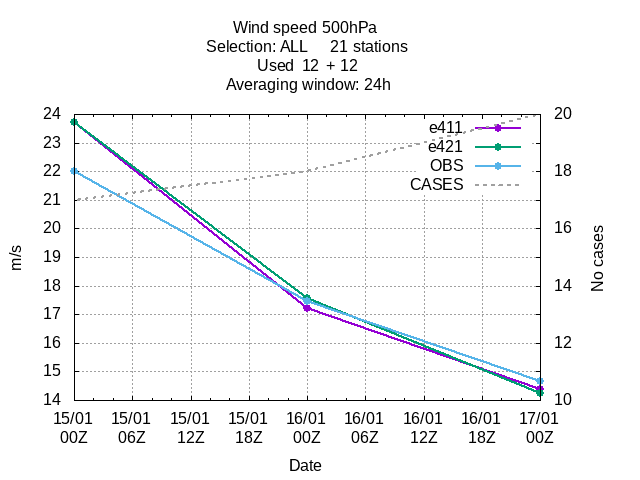 Wind speed 500hPa
Selection: ALL 21 stations
Used 12 + 12
Averaging window: 24h
24
23
22
21
20
19
18
17
16
15
14
m/s
20
18
16
14
12
10
No cases
e411
e421
OBS
CASES
15/01 15/01 15/01 15/01 16/01 16/01 16/01 16/01 17/01
00Z 06Z 12Z 18Z 00Z 06Z 12Z 18Z 00Z
Date